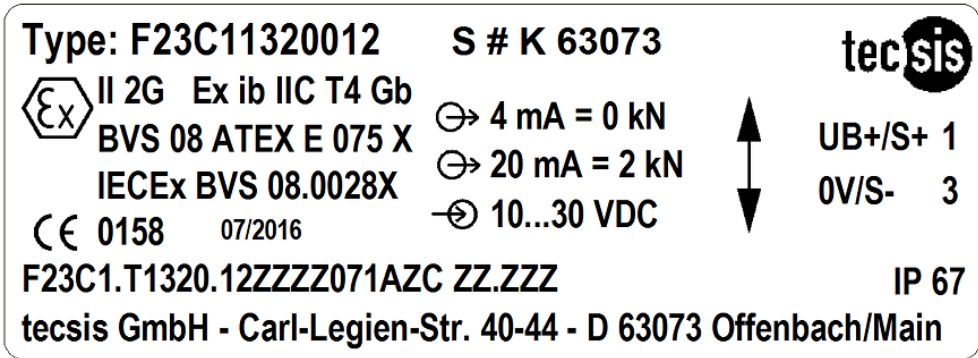 Type: F23C11320012 S # K 63073 tecsis
Ex II 2G Ex ib IIC T4 Gb
BVS 08 ATEX E 075 X
IECEx BVS 08.0028X
CE 0158 07/2016
4 mA = 0 kN
20 mA = 2 kN
10...30 VDC
UB+/S+ 1
0V/S- 3
F23C1.T1320.12ZZZZ071AZC ZZ.ZZZ IP 67
tecsis GmbH - Carl-Legien-Str. 40-44 - D 63073 Offenbach/Main